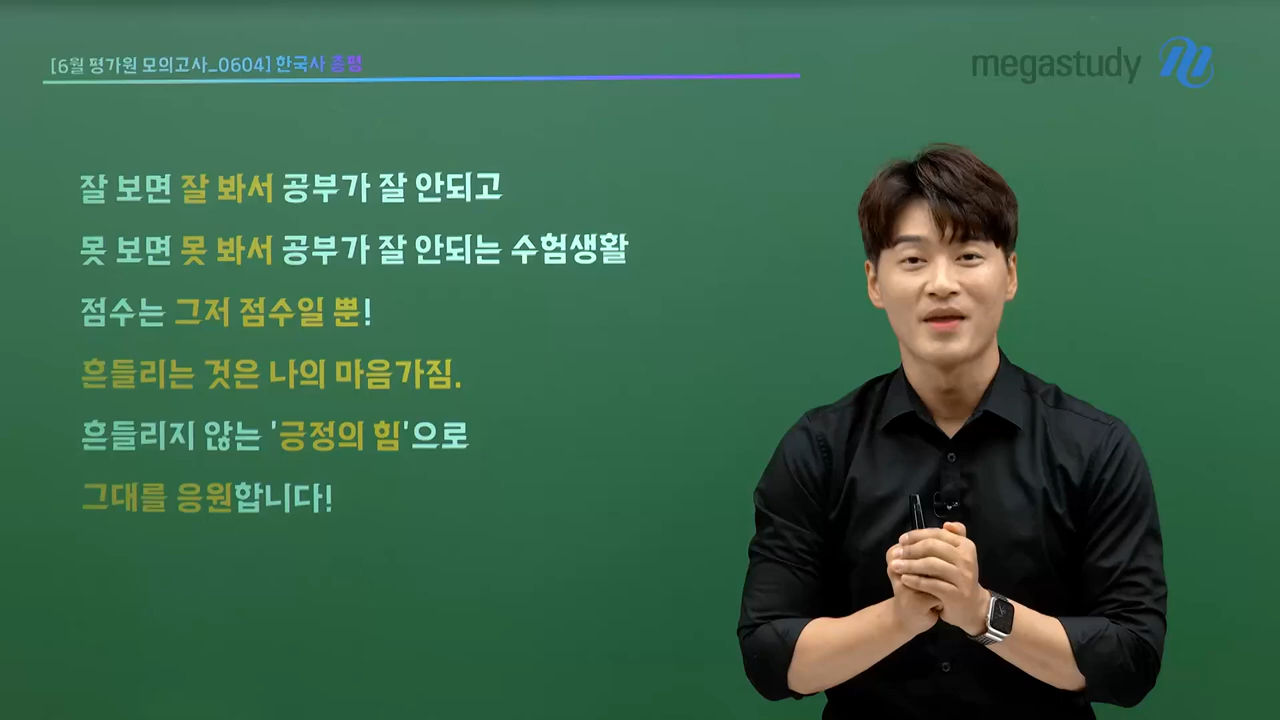 [6월 평가원 모의고사_0604] 한국사 총평
megastudy
잘 보면 잘 봐서 공부가 잘 안되고
못 보면 못 봐서 공부가 잘 안되는 수험생활
점수는 그저 점수일 뿐!
흔들리는 것은 나의 마음가짐.
흔들리지 않는 '긍정의 힘'으로
그대를 응원합니다!